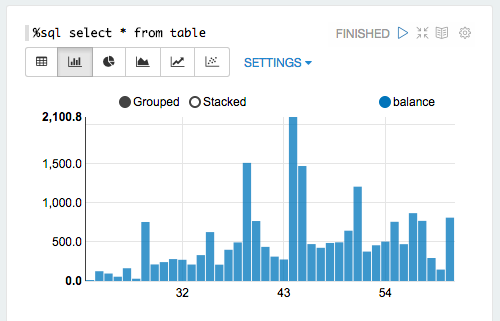 %sql select * from table
FINISHED
SETTINGS
Grouped Stacked balance
2,100.8
1,500.0
1,000.0
500.0
0.0
32 43 54